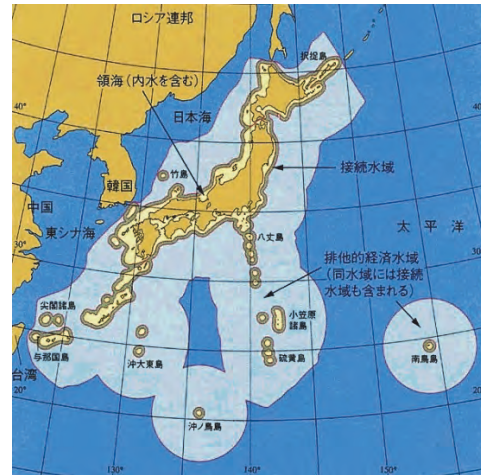 ロシア連邦
択捉島
領海(内水を含む)
40°
日本海
40°
竹島
接続水域
韓国
中国
東シナ海
太平洋
八丈島
30°
30°
排他的経済水域
(同水域には接続
水域も含まれる)
尖閣諸島
小笠原
諸島
与那国島
沖大東島
硫黄島
南鳥島
台湾
20°
沖ノ鳥島
20°
130°
140°
150°